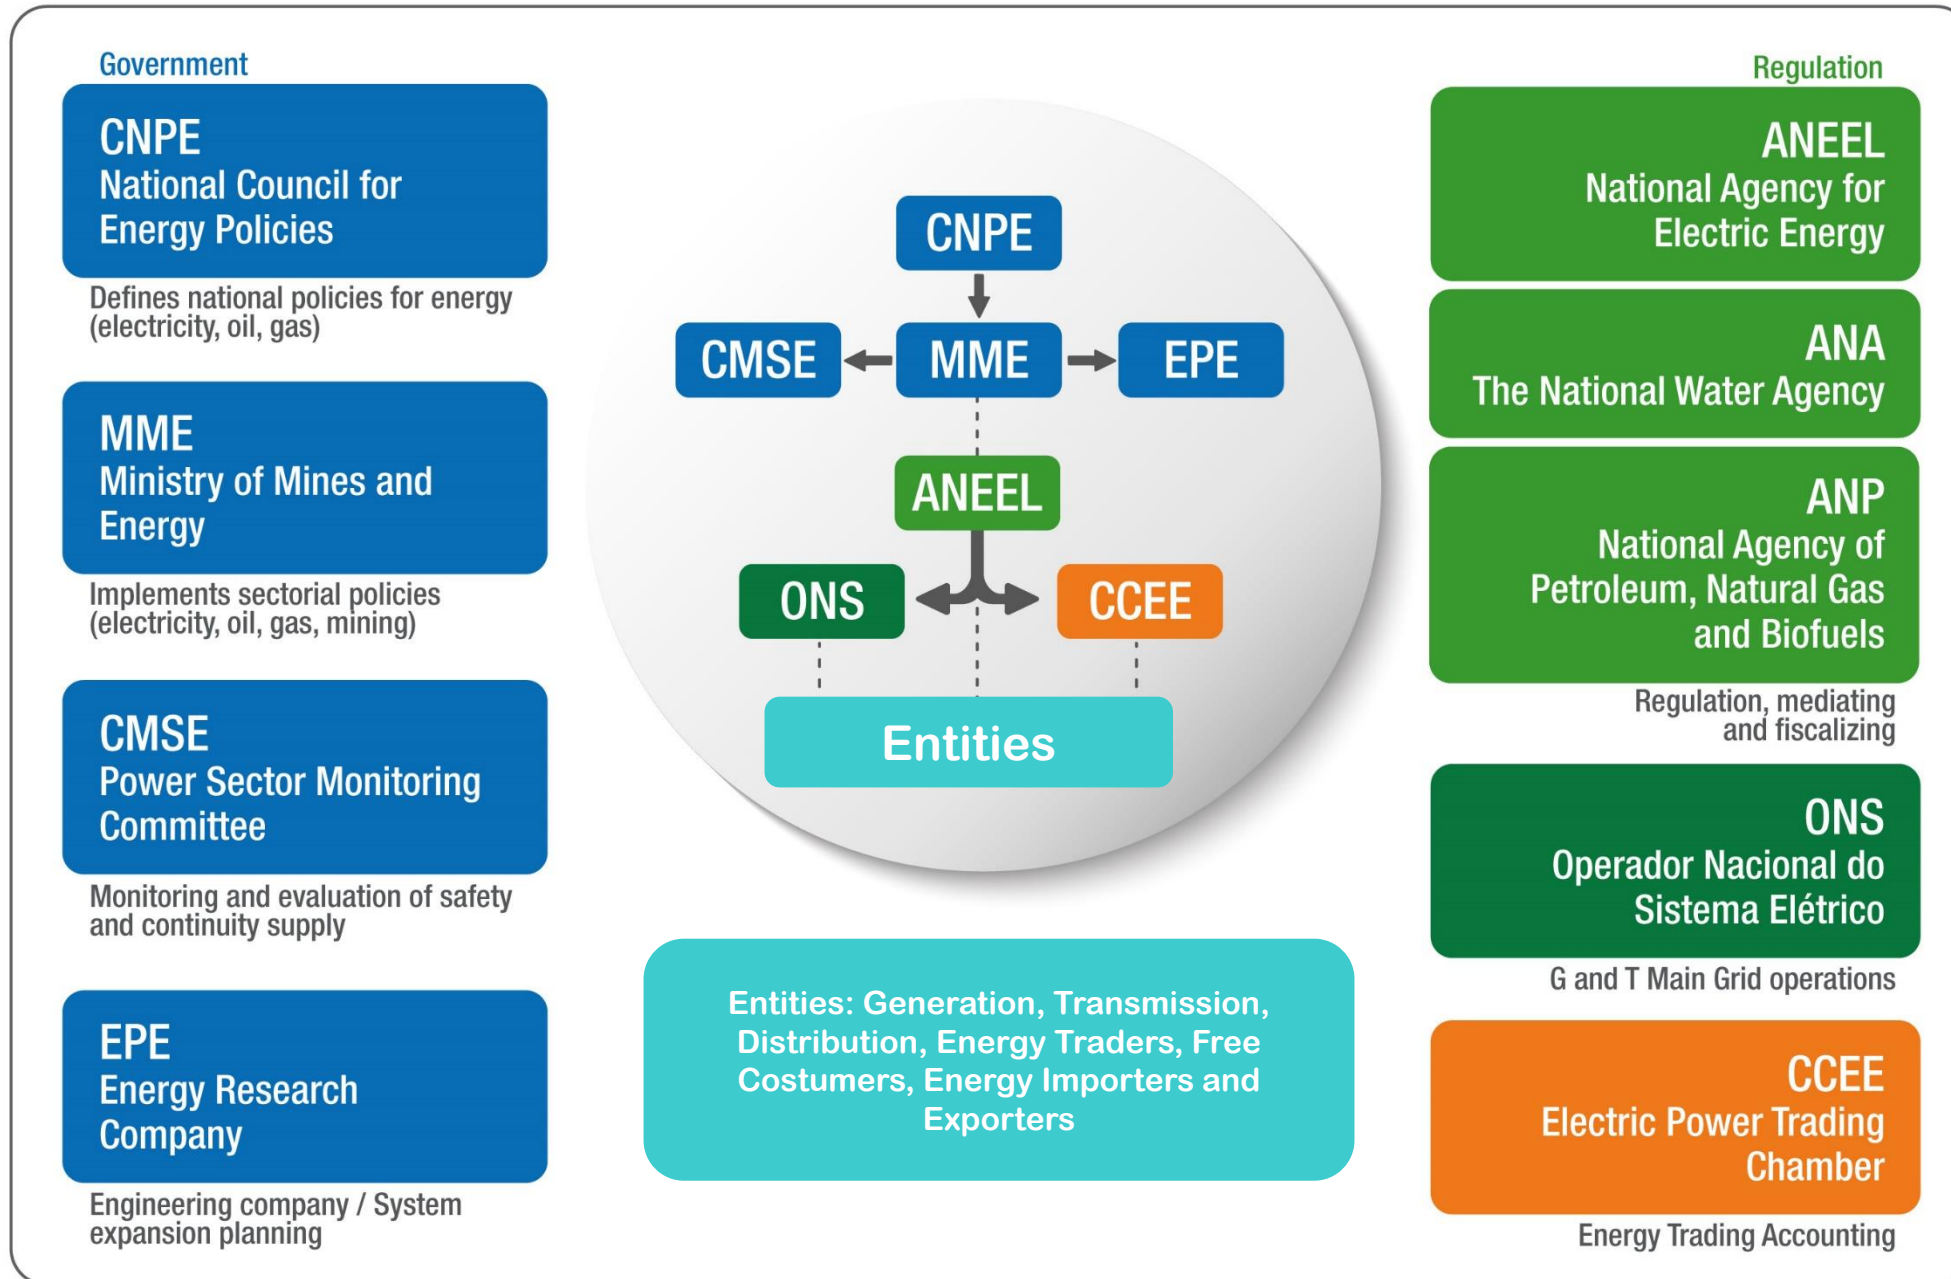 Government
CNPE
National Council for
Energy Policies
Defines national policies for energy
(electricity, oil, gas)
MME
Ministry of Mines and
Energy
Implements sectorial policies
(electricity, oil, gas, mining)
CMSE
Power Sector Monitoring
Committee
Monitoring and evaluation of safety
and continuity supply
EPE
Energy Research
Company
Engineering company / System
expansion planning
CNPE
CMSE
MME
EPE
ANEEL
ONS
CCEE
Entities
Entities: Generation, Transmission,
Distribution, Energy Traders, Free
Costumers, Energy Importers and
Exporters
Regulation
ANEEL
National Agency for
Electric Energy
ANA
The National Water Agency
ANP
National Agency of
Petroleum, Natural Gas
and Biofuels
Regulation, mediating
and fiscalizing
ONS
Operador Nacional do
Sistema Elétrico
G and T Main Grid operations
CCEE
Electric Power Trading
Chamber
Energy Trading Accounting